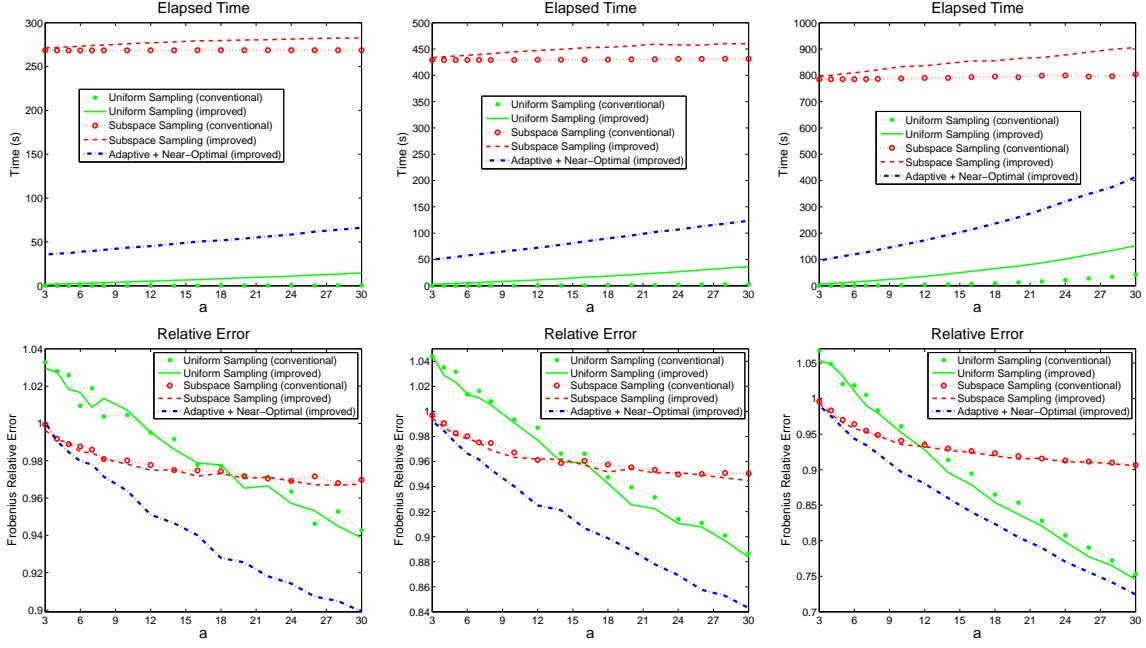 Elapsed Time
300
250
200
150
100
50
0
Time (s)
3 6 9 12 15 18 21 24 27 30
a
Uniform Sampling (conventional)
Uniform Sampling (improved)
Subspace Sampling (conventional)
Subspace Sampling (improved)
Adaptive + Near-Optimal (improved)
Elapsed Time
500
450
400
350
300
250
200
150
100
50
0
Time (s)
3 6 9 12 15 18 21 24 27 30
a
Uniform Sampling (conventional)
Uniform Sampling (improved)
Subspace Sampling (conventional)
Subspace Sampling (improved)
Adaptive + Near-Optimal (improved)
Elapsed Time
1000
900
800
700
600
500
400
300
200
100
0
Time (s)
3 6 9 12 15 18 21 24 27 30
a
Uniform Sampling (conventional)
Uniform Sampling (improved)
Subspace Sampling (conventional)
Subspace Sampling (improved)
Adaptive + Near-Optimal (improved)
Relative Error
1.04
1.02
1
0.98
0.96
0.94
0.92
0.9
Frobenius Relative Error
3 6 9 12 15 18 21 24 27 30
a
Uniform Sampling (conventional)
Uniform Sampling (improved)
Subspace Sampling (conventional)
Subspace Sampling (improved)
Adaptive + Near-Optimal (improved)
Relative Error
1.04
1.02
1
0.98
0.96
0.94
0.92
0.9
0.88
0.86
0.84
Frobenius Relative Error
3 6 9 12 15 18 21 24 27 30
a
Uniform Sampling (conventional)
Uniform Sampling (improved)
Subspace Sampling (conventional)
Subspace Sampling (improved)
Adaptive + Near-Optimal (improved)
Relative Error
1.05
1
0.95
0.9
0.85
0.8
0.75
0.7
Frobenius Relative Error
3 6 9 12 15 18 21 24 27 30
a
Uniform Sampling (conventional)
Uniform Sampling (improved)
Subspace Sampling (conventional)
Subspace Sampling (improved)
Adaptive + Near-Optimal (improved)